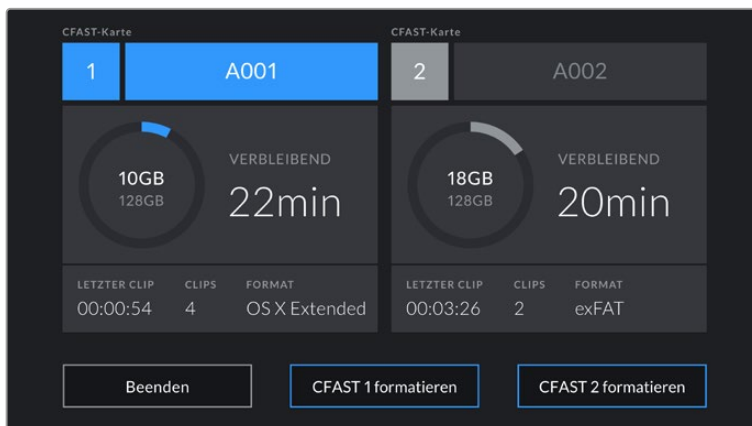 CFAST-Karte
1
A001
10GB
128GB
VERBLEIBEND
22min
LETZTER CLIP
CLIPS
FORMAT
00:00:54
4
OS X Extended
CFAST-Karte
2
A002
18GB
128GB
VERBLEIBEND
20min
LETZTER CLIP
CLIPS
FORMAT
00:03:26
2
exFAT
Beenden
CFAST 1 formatieren
CFAST 2 formatieren